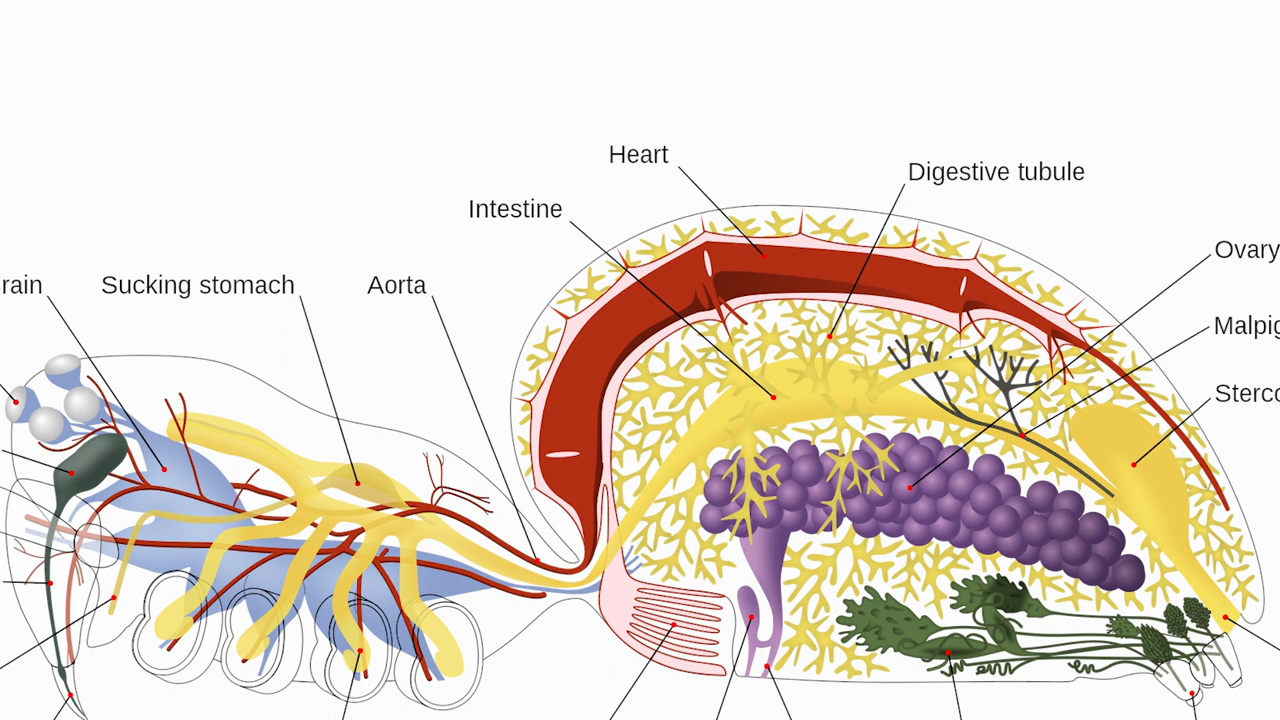 Heart
Digestive tubule
Intestine
Ovary
rain
Sucking stomach
Aorta
Malpig
Sterco